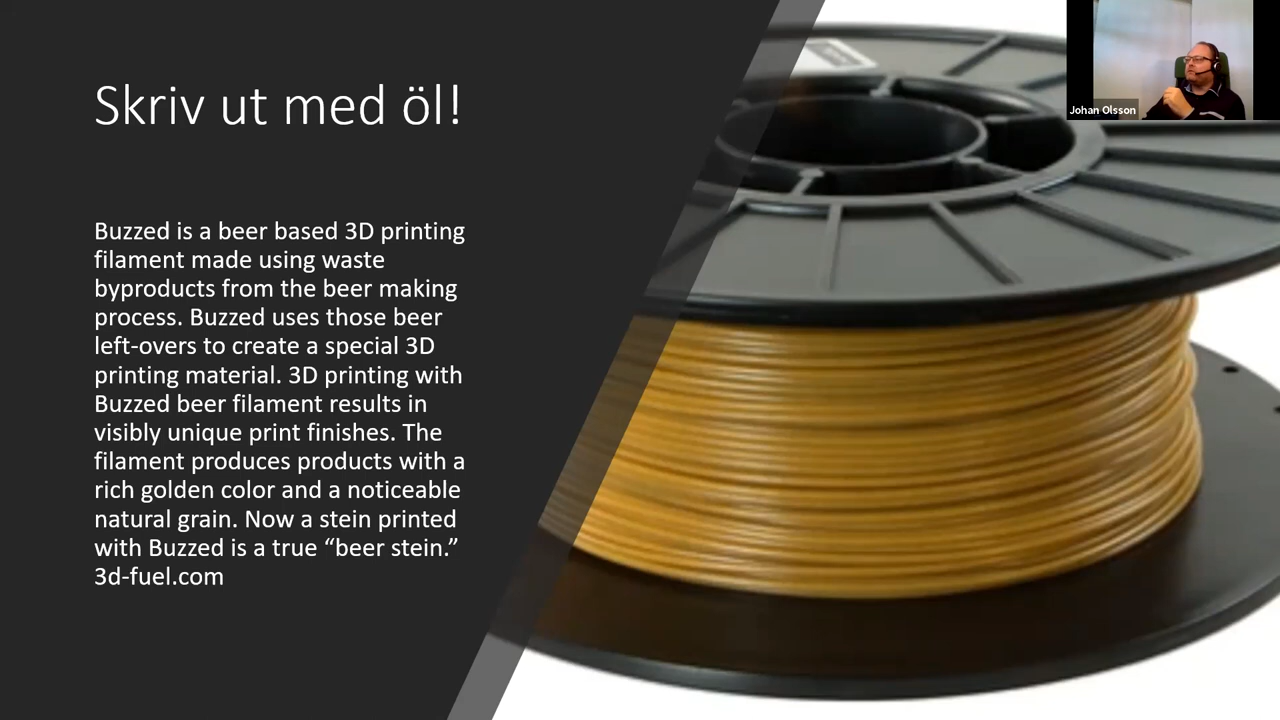 Skriv ut med öl!
Buzzed is a beer based 3D printing
filament made using waste
byproducts from the beer making
process. Buzzed uses those beer
left-overs to create a special 3D
printing material. 3D printing with
Buzzed beer filament results in
visibly unique print finishes. The
filament produces products with a
rich golden color and a noticeable
natural grain. Now a stein printed
with Buzzed is a true “beer stein.”
3d-fuel.com
Johan Olsson